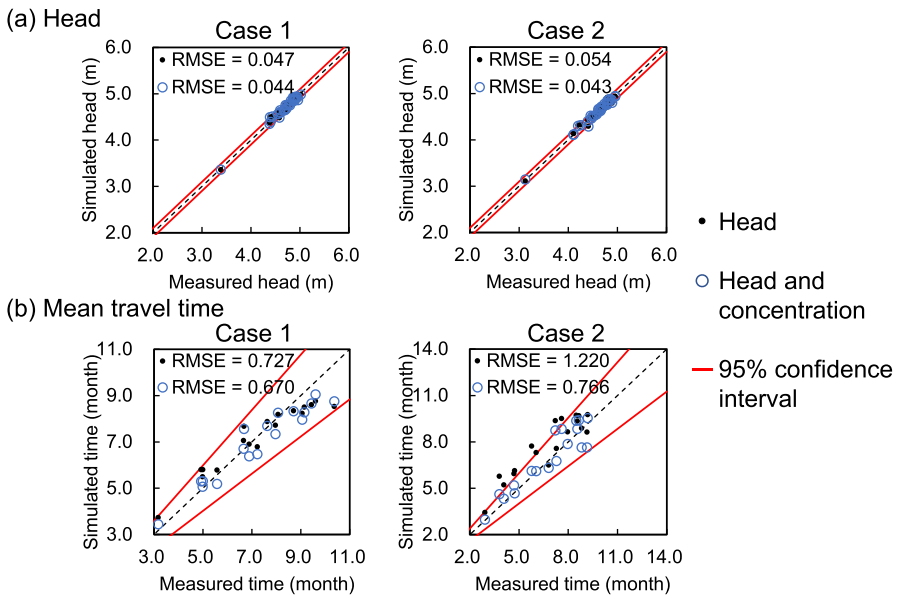 (a) Head
Case 1
Case 2
Simulated head (m)
6.0
5.0
4.0
3.0
2.0
RMSE = 0.047
RMSE = 0.044
2.0 3.0 4.0 5.0 6.0
Measured head (m)
Simulated head (m)
6.0
5.0
4.0
3.0
2.0
RMSE = 0.054
RMSE = 0.043
2.0 3.0 4.0 5.0 6.0
Measured head (m)
Head
Head and
concentration
95% confidence
interval
(b) Mean travel time
Case 1
Case 2
Simulated time (month)
11.0
9.0
7.0
5.0
3.0
RMSE = 0.727
RMSE = 0.670
3.0 5.0 7.0 9.0 11.0
Measured time (month)
Simulated time (month)
14.0
11.0
8.0
5.0
2.0
RMSE = 1.220
RMSE = 0.766
2.0 5.0 8.0 11.0 14.0
Measured time (month)